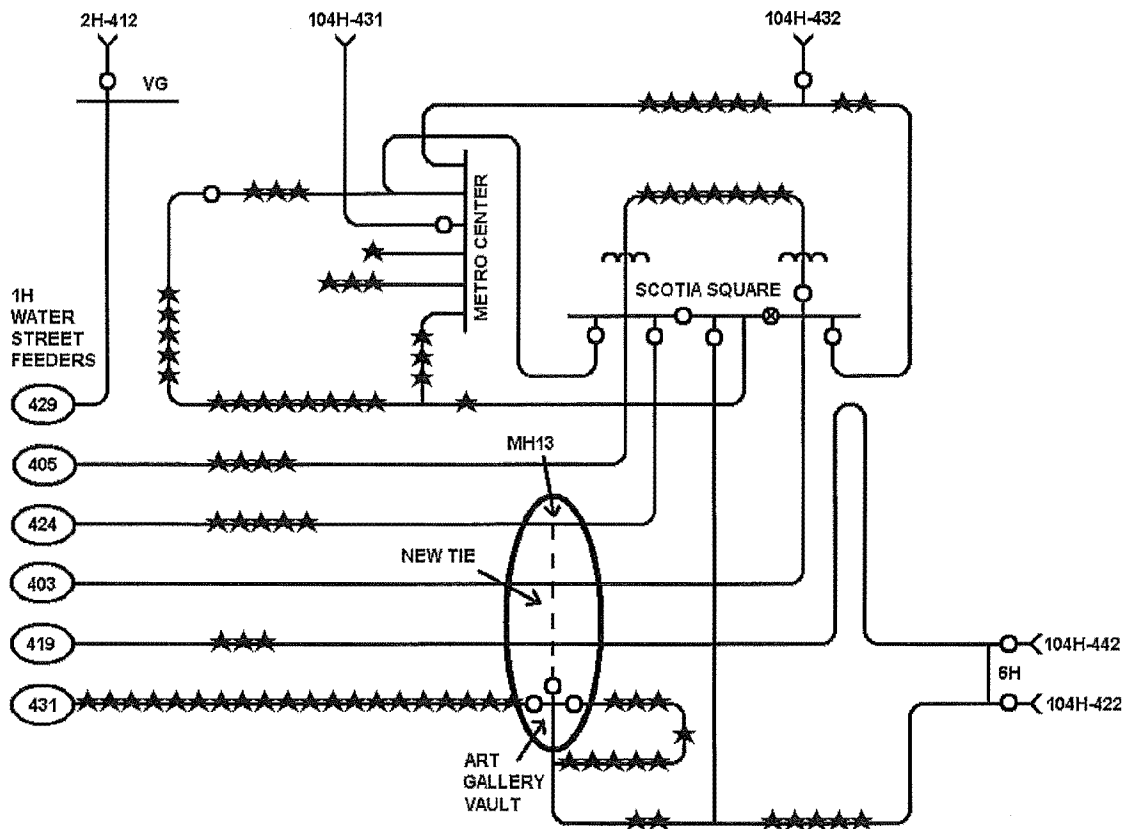 2H-412
104H-431
104H-432
VG
METRO CENTER
SCOTIA SQUARE
1H
WATER
STREET
FEEDERS
429
405
424
403
419
431
MH13
NEW TIE
ART
GALLERY
VAULT
104H-442
6H
104H-422